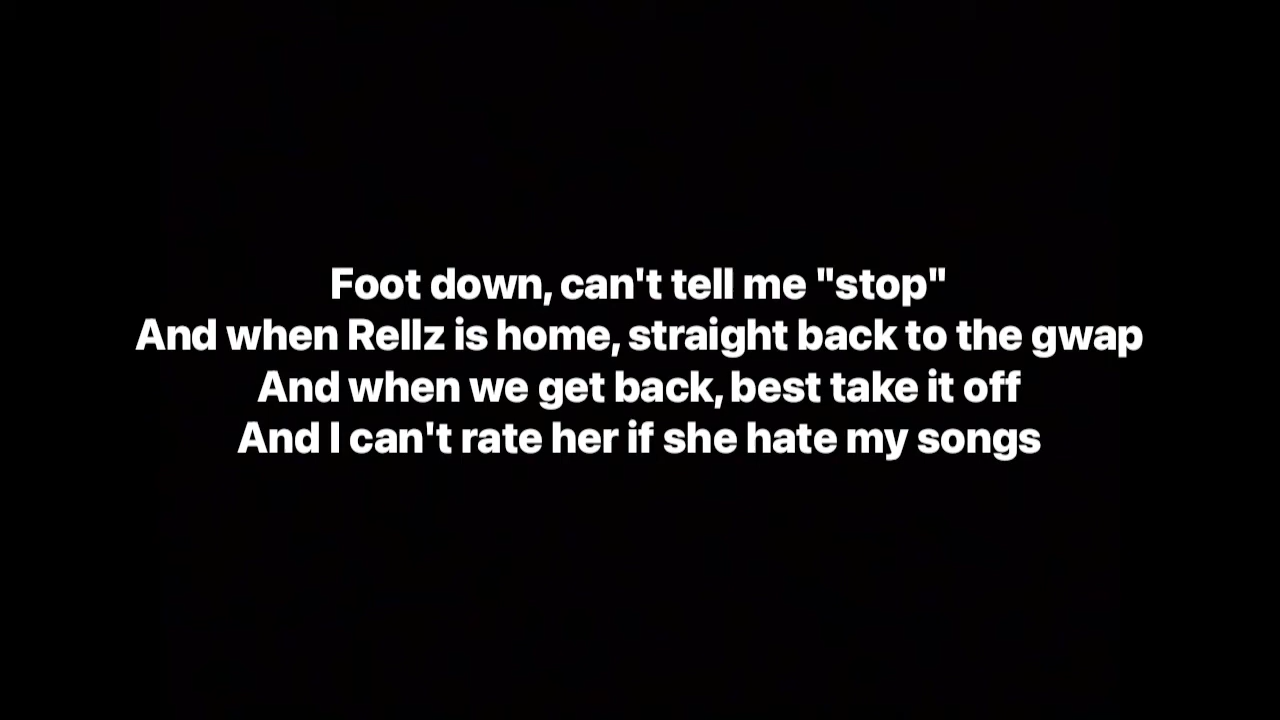 Foot down, can't tell me "stop"
And when Rellz is home, straight back to the gwap
And when we get back, best take it off
And I can't rate her if she hate my songs